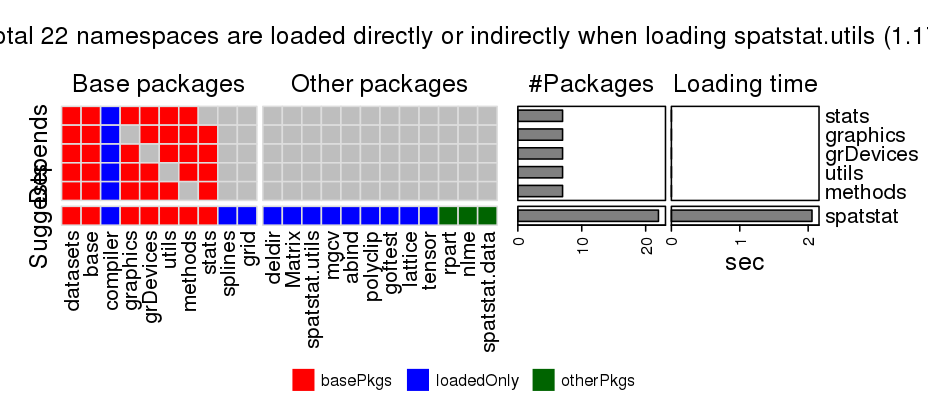 otal 22 namespaces are loaded directly or indirectly when loading spatstat.utils (1.1
Base packages
Other packages
#Packages
Loading time
Depends
Suggests
stats
graphics
grDevices
utils
methods
spatstat
datasets
base
compiler
graphics
grDevices
utils
methods
stats
splines
grid
deldir
Matrix
spatstat.utils
mgcv
abind
polyclip
goftest
lattice
tensor
rpart
nlme
spatstat.data
0
10
20
0
1
2
sec
basePkgs
loadedOnly
otherPkgs